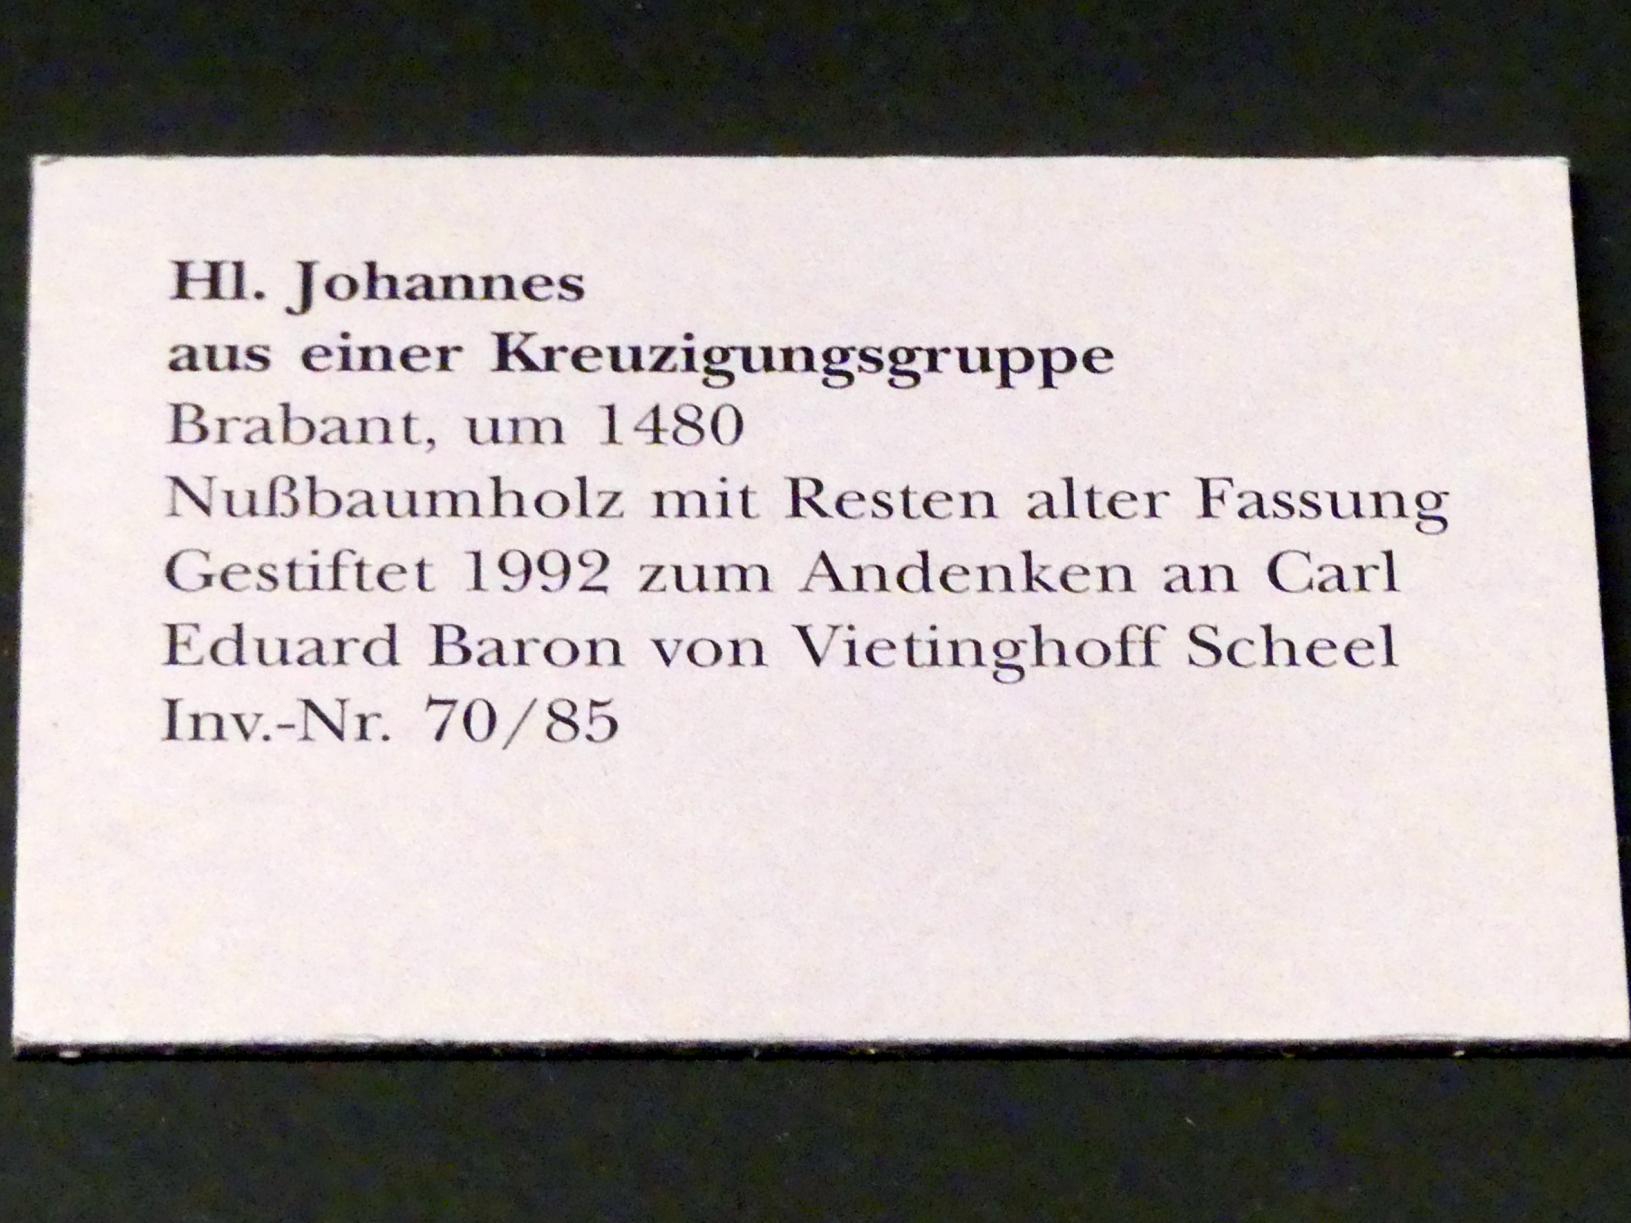 Hl. Johannes
aus einer Kreuzigungsgruppe
Brabant, um 1480
Nußbaumholz mit Resten alter Fassung
Gestiftet 1992 zum Andenken an Carl
Eduard Baron von Vietinghoff Scheel
Inv.-Nr. 70/85